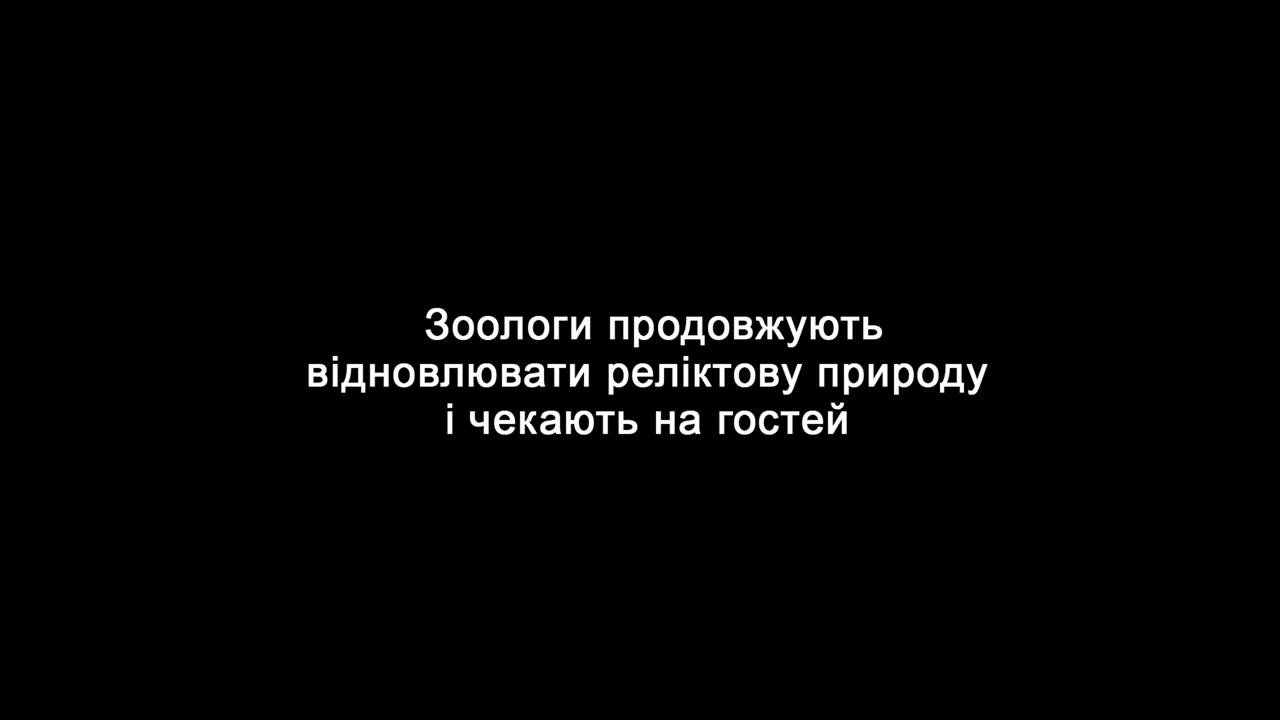 Зоологи продовжують
відновлювати реліктову природу
і чекають на гостей